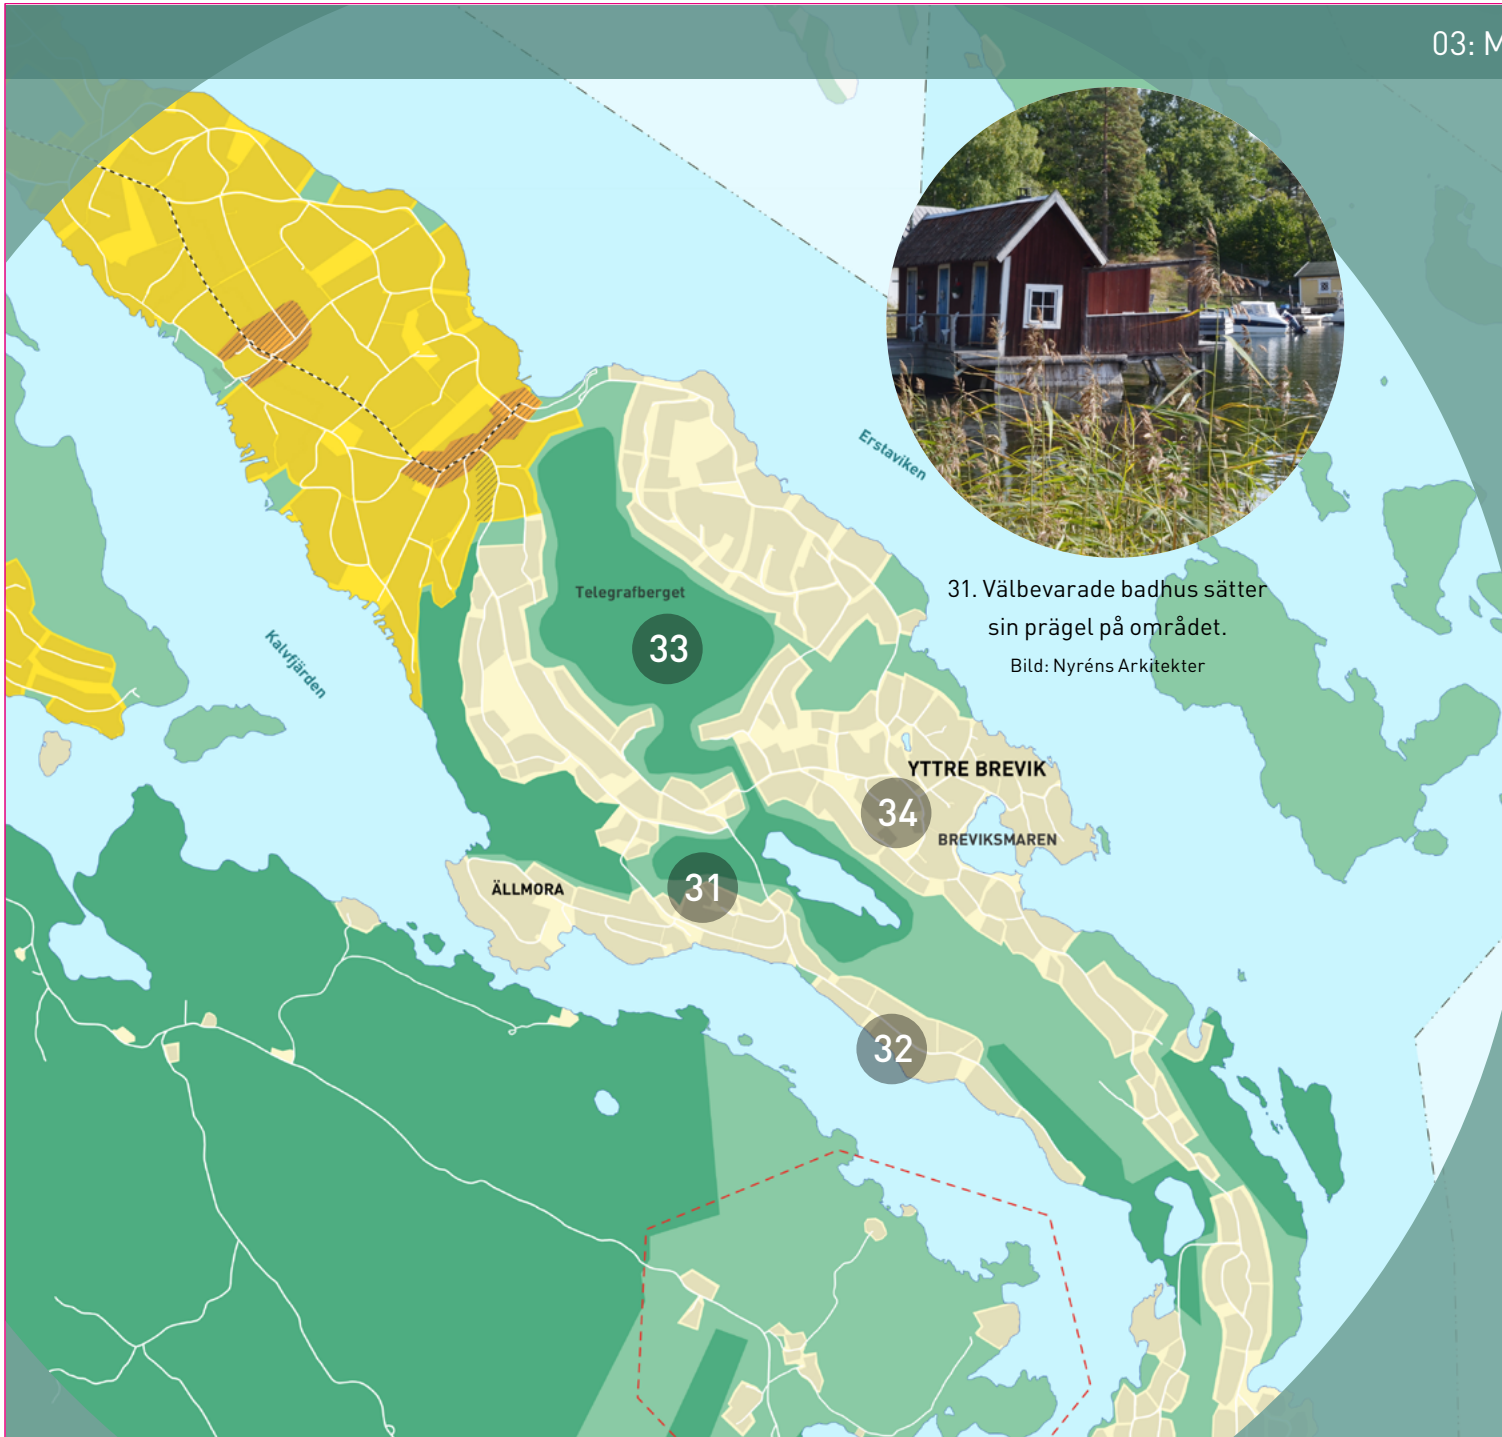 03: M
Erstaviken
31. Välbevarade badhus sätter
sin prägel på området.
Bild: Nyréns Arkitekter
Telegrafberget
33
Kalvfjärden
YTTRE BREVIK
34
BREVIKSMAREN
ÄLLMORA
31
32